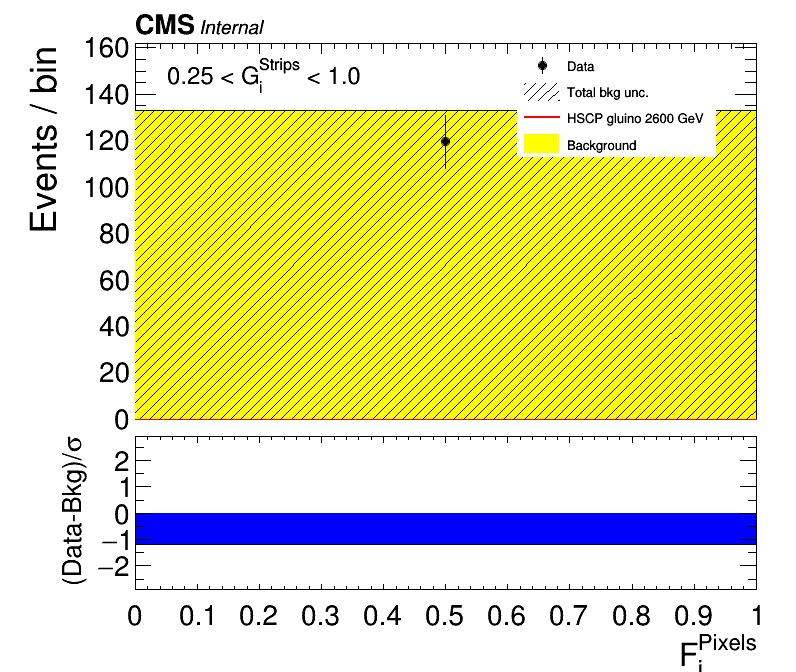 CMS Internal
Events / bin
160
140
120
100
80
60
40
20
0
0.25 < G_i^Strips < 1.0
Data
Total bkg unc.
HSCP gluino 2600 GeV
Background
(Data-Bkg)/σ
2
1
0
−1
−2
0 0.1 0.2 0.3 0.4 0.5 0.6 0.7 0.8 0.9 1
F_i^Pixels